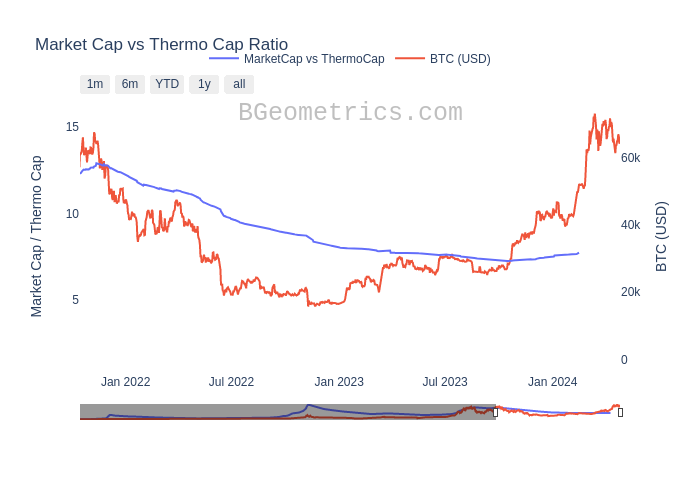 Market Cap vs Thermo Cap Ratio
MarketCap vs ThermoCap
BTC (USD)
1m
6m
YTD
1y
all
BGeometrics.com
15
10
5
Market Cap / Thermo Cap
60k
40k
20k
0
BTC (USD)
Jan 2022
Jul 2022
Jan 2023
Jul 2023
Jan 2024